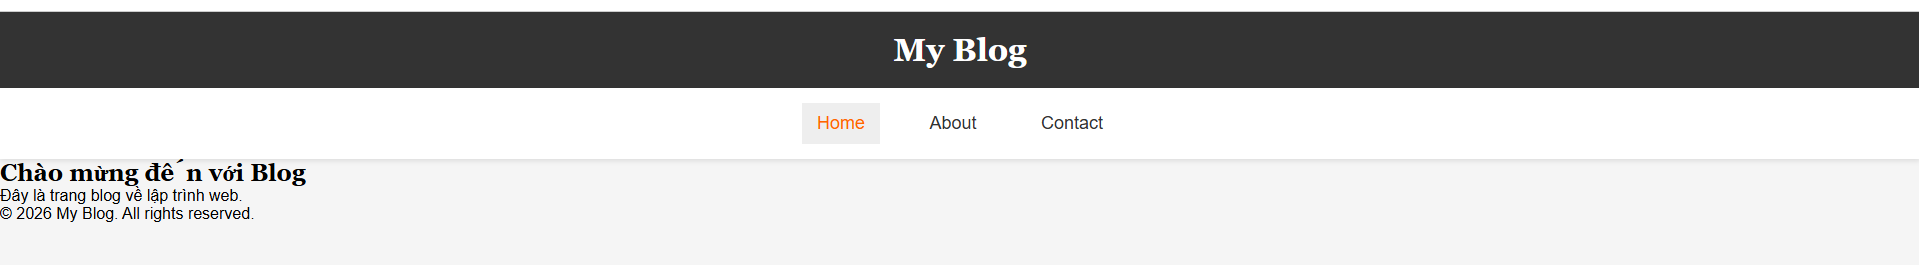 My Blog
Home About Contact
Chào mừng đến với Blog
Đây là trang blog về lập trình web.
© 2026 My Blog. All rights reserved.